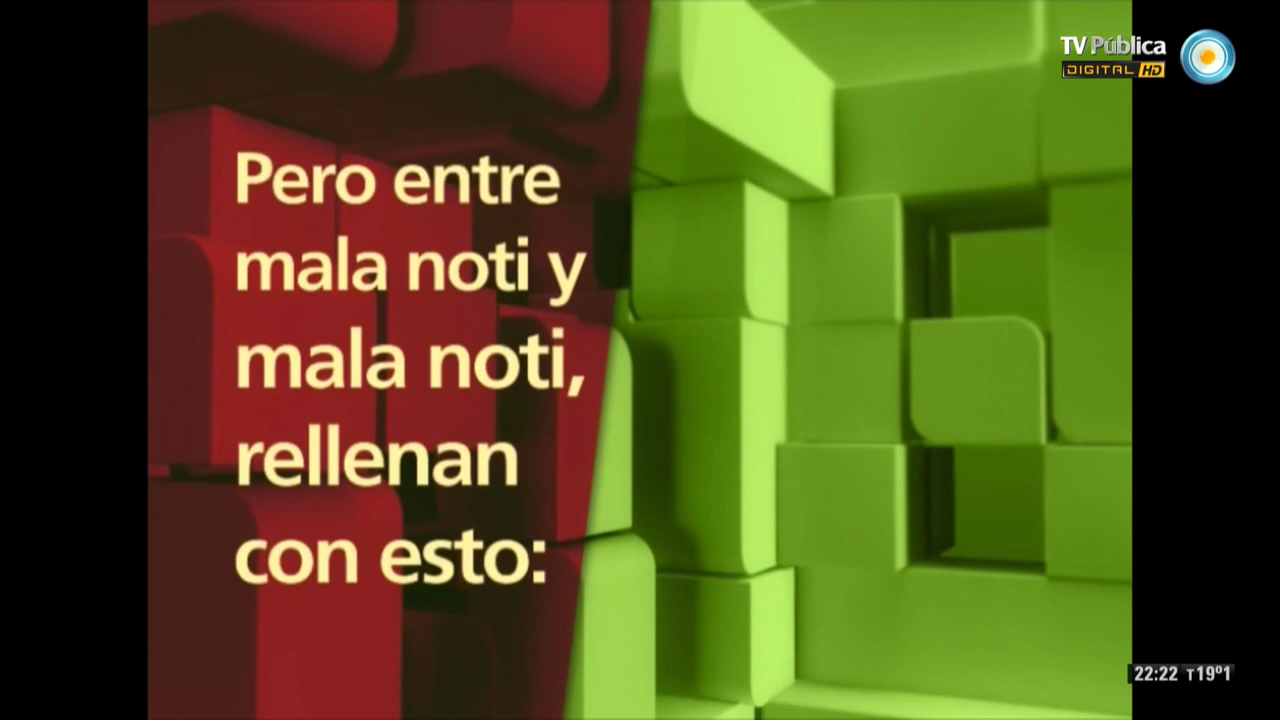 TV Pública
DIGITAL HD
Pero entre
mala noti y
mala noti,
rellenan
con esto:
22:22 T19º1